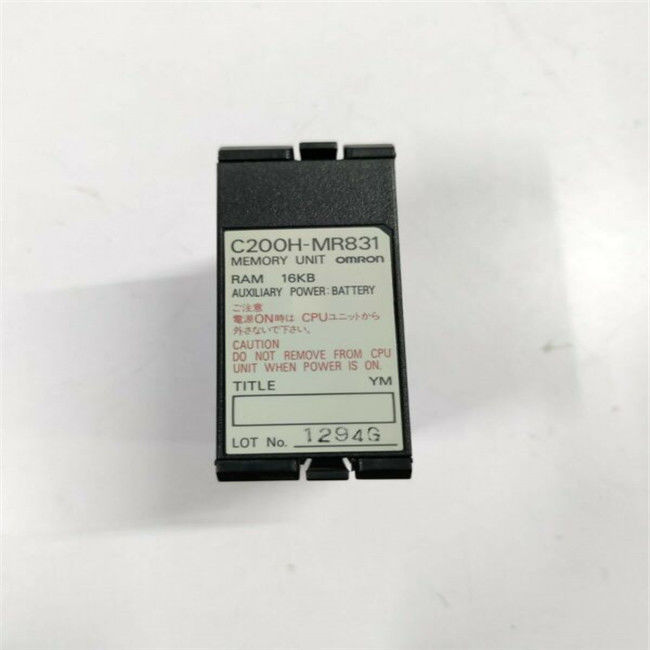 C200H-MR831
MEMORY UNIT OMRON
RAM 16KB
AUXILIARY POWER: BATTERY
ご注意
電源ON時は CPUユニットから
外さないで下さい。
CAUTION
DO NOT REMOVE FROM CPU
UNIT WHEN POWER IS ON.
TITLE YM
LOT No. 1294G